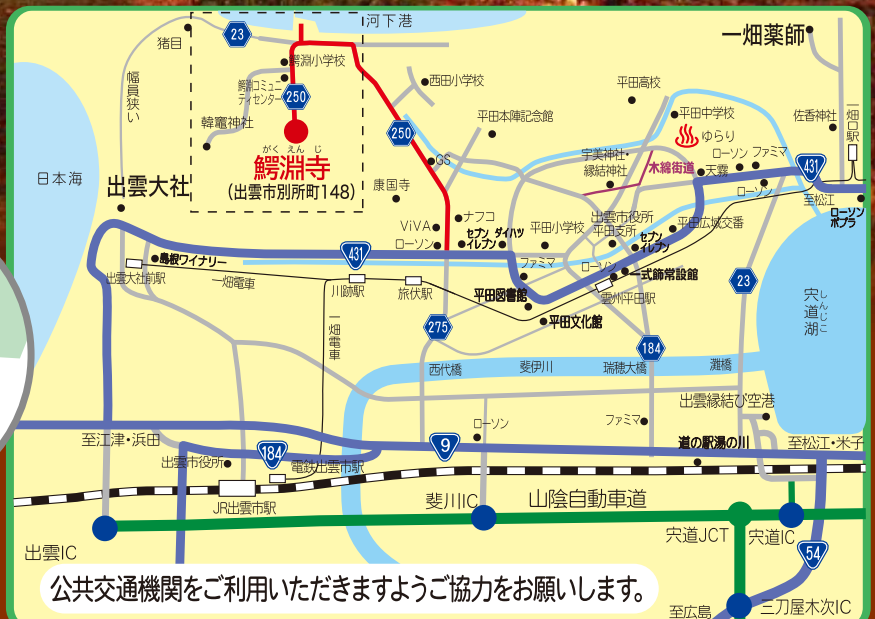 河下港
猪目
23
一畑薬師
鰐淵小学校
鰐淵コミュニ
ティセンター
250
幅員狭い
西田小学校
平田高校
韓竈神社
平田本陣記念館
平田中学校
佐香神社
一畑口駅
250
ゆらり
がくえんじ
鰐淵寺
(出雲市別所町148)
GS
宇美神社・
縁結神社
木綿街道
天霧
ローソン
ファミマ
431
ローソン
日本海
出雲大社
康国寺
至松江
ローソン
ポプラ
ViVA
ナフコ
ローソン
セブン
イレブン
ダイハツ
平田小学校
出雲市役所
平田支所
平田広域交番
セブン
イレブン
島根ワイナリー
出雲大社前駅
431
一畑電車
川跡駅
旅伏駅
ファミマ
ローソン
一式飾常設館
雲州平田駅
平田図書館
平田文化館
23
宍道湖
しんじこ
一畑電車
275
184
西代橋
斐伊川
瑞穂大橋
灘橋
出雲縁結び空港
ローソン
ファミマ
至江津・浜田
9
道の駅湯の川
至松江・米子
184
出雲市役所
電鉄出雲市駅
JR出雲市駅
斐川IC
山陰自動車道
宍道JCT
宍道IC
出雲IC
54
公共交通機関をご利用いただきますようご協力をお願いします。
至広島
三刀屋木次IC